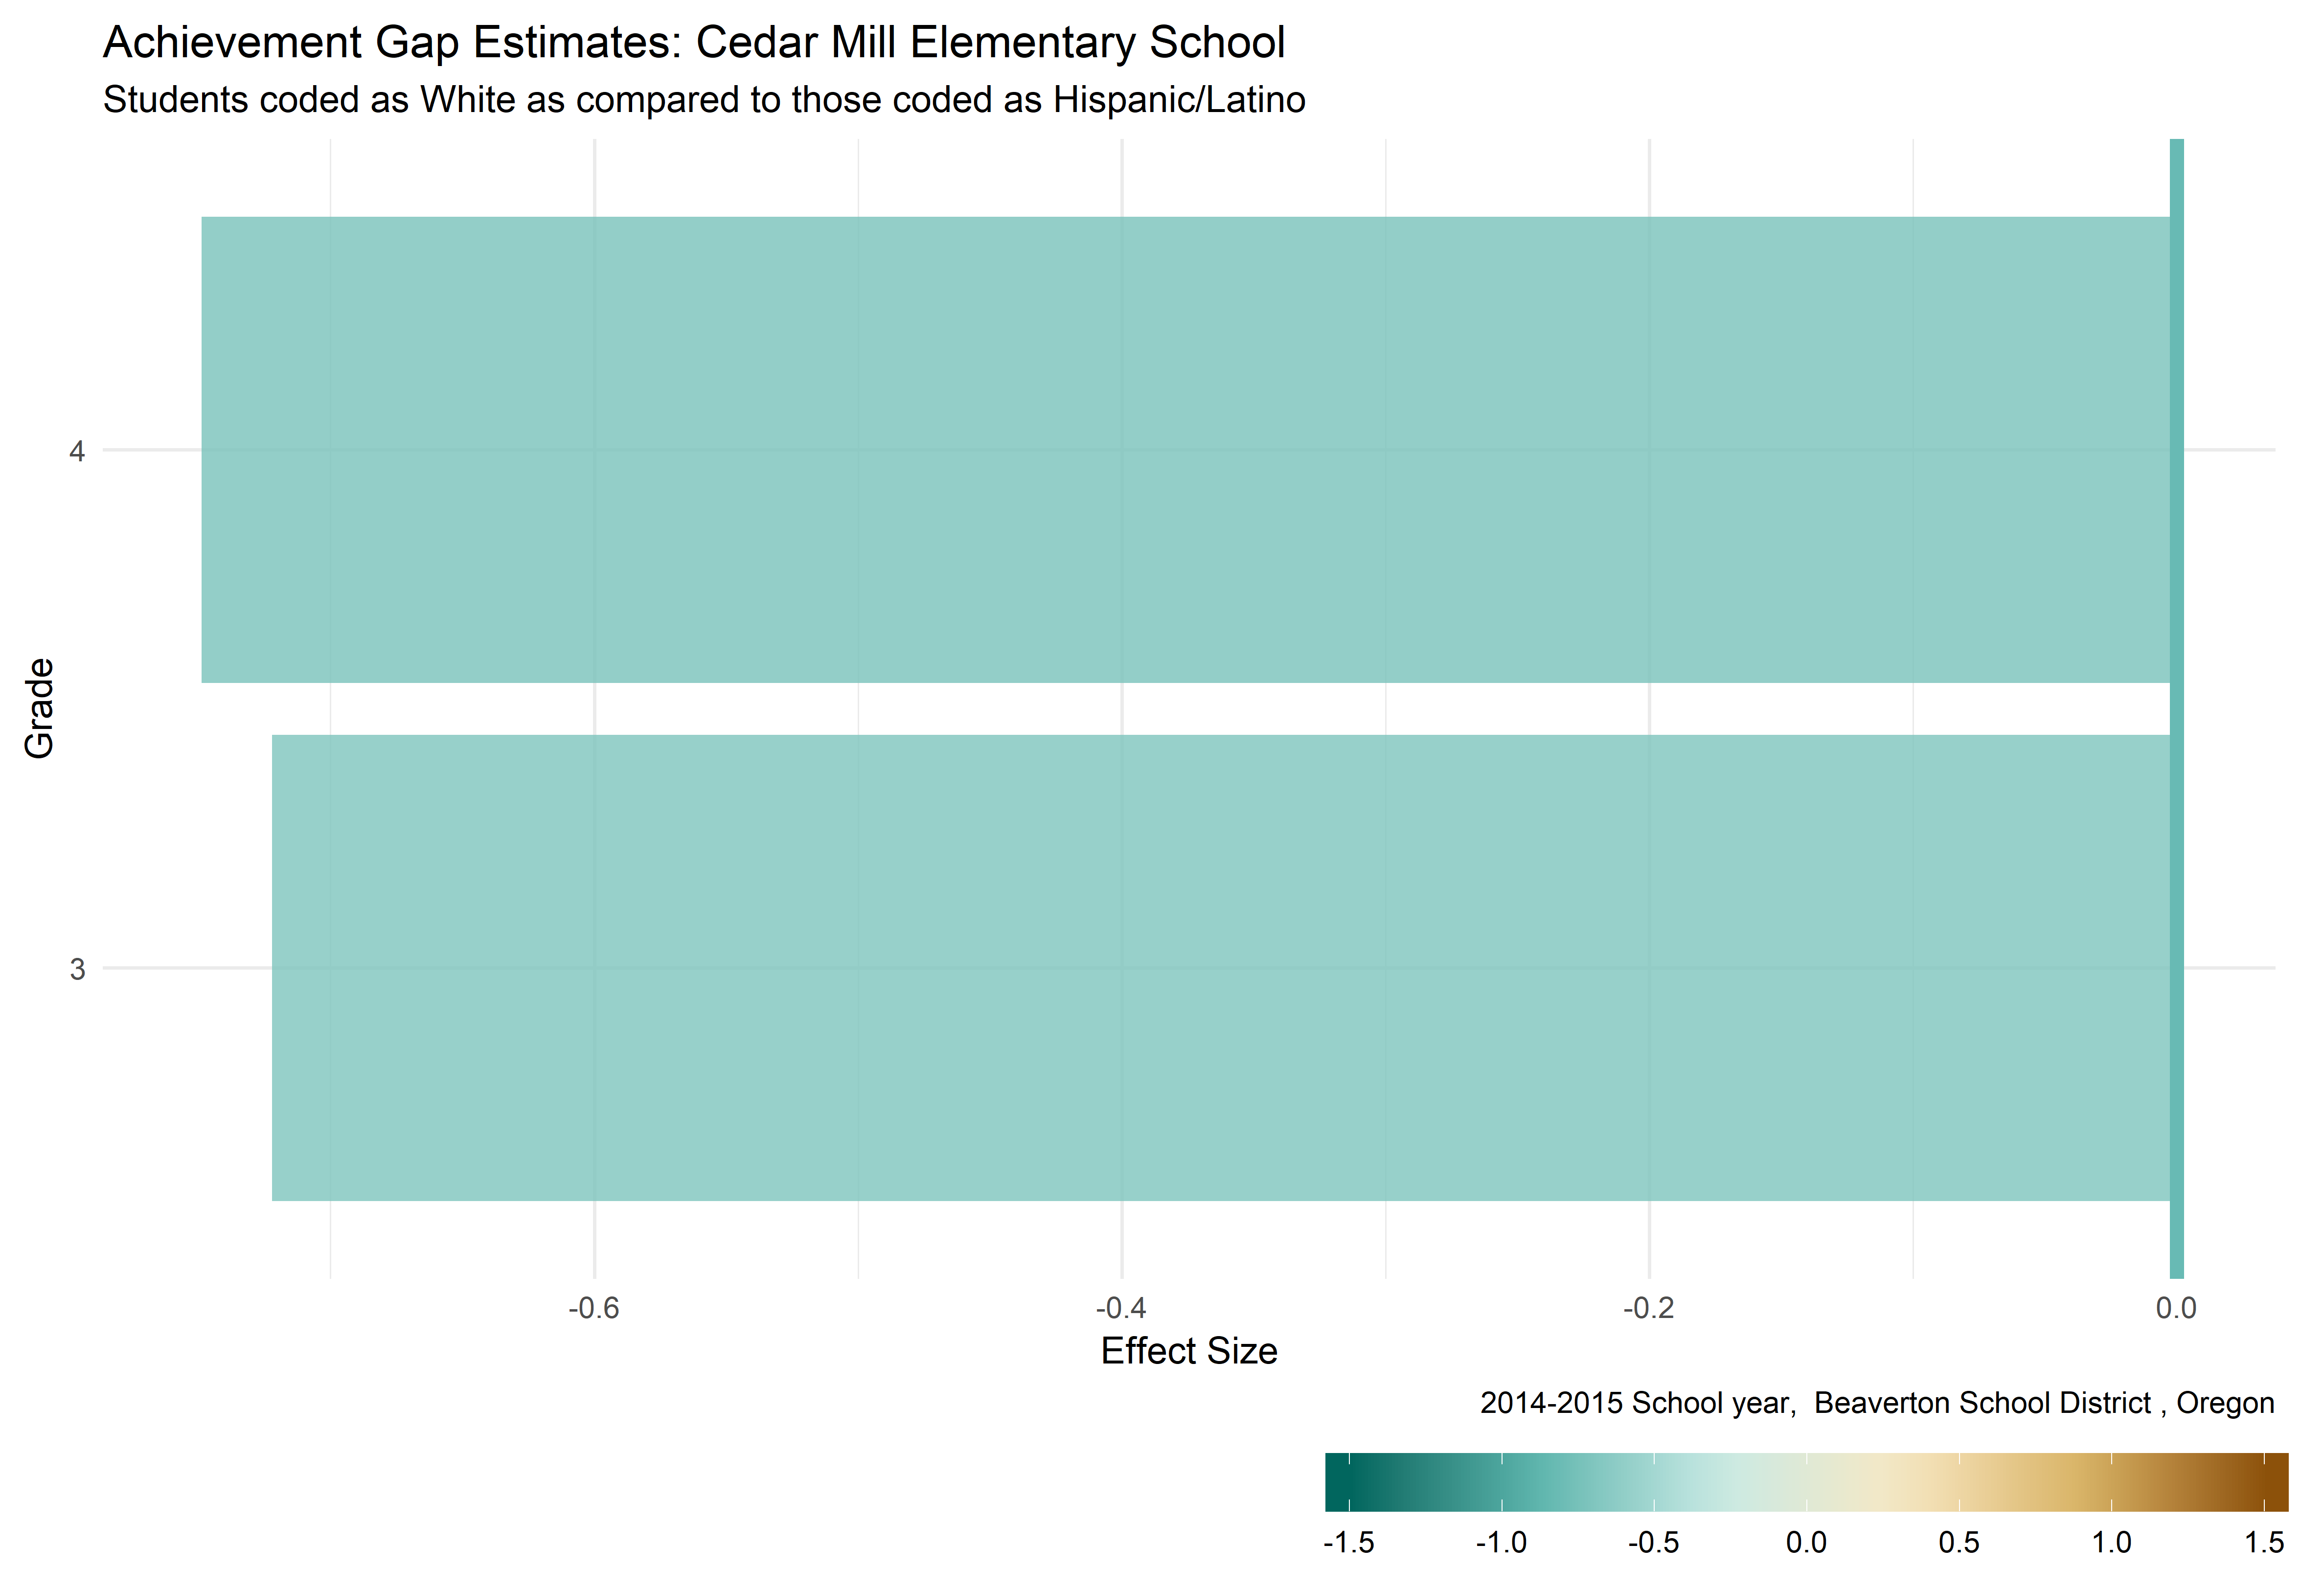 Achievement Gap Estimates: Cedar Mill Elementary School
Students coded as White as compared to those coded as Hispanic/Latino
4
Grade
3
-0.6 -0.4 -0.2 0.0
Effect Size
2014-2015 School year,  Beaverton School District , Oregon
-1.5 -1.0 -0.5 0.0 0.5 1.0 1.5